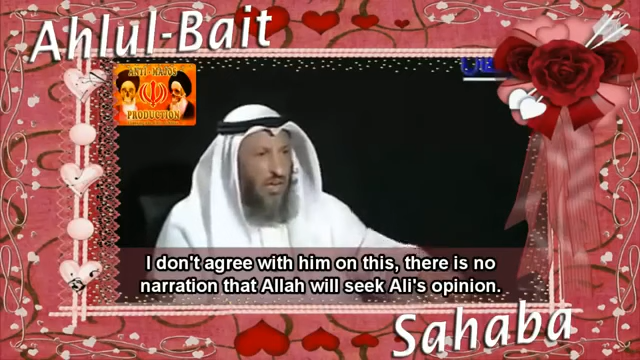 Ahlul-Bait
ANTI-MAJOS
PRODUCTION
I don't agree with him on this, there is no
narration that Allah will seek Ali's opinion.
Sahaba